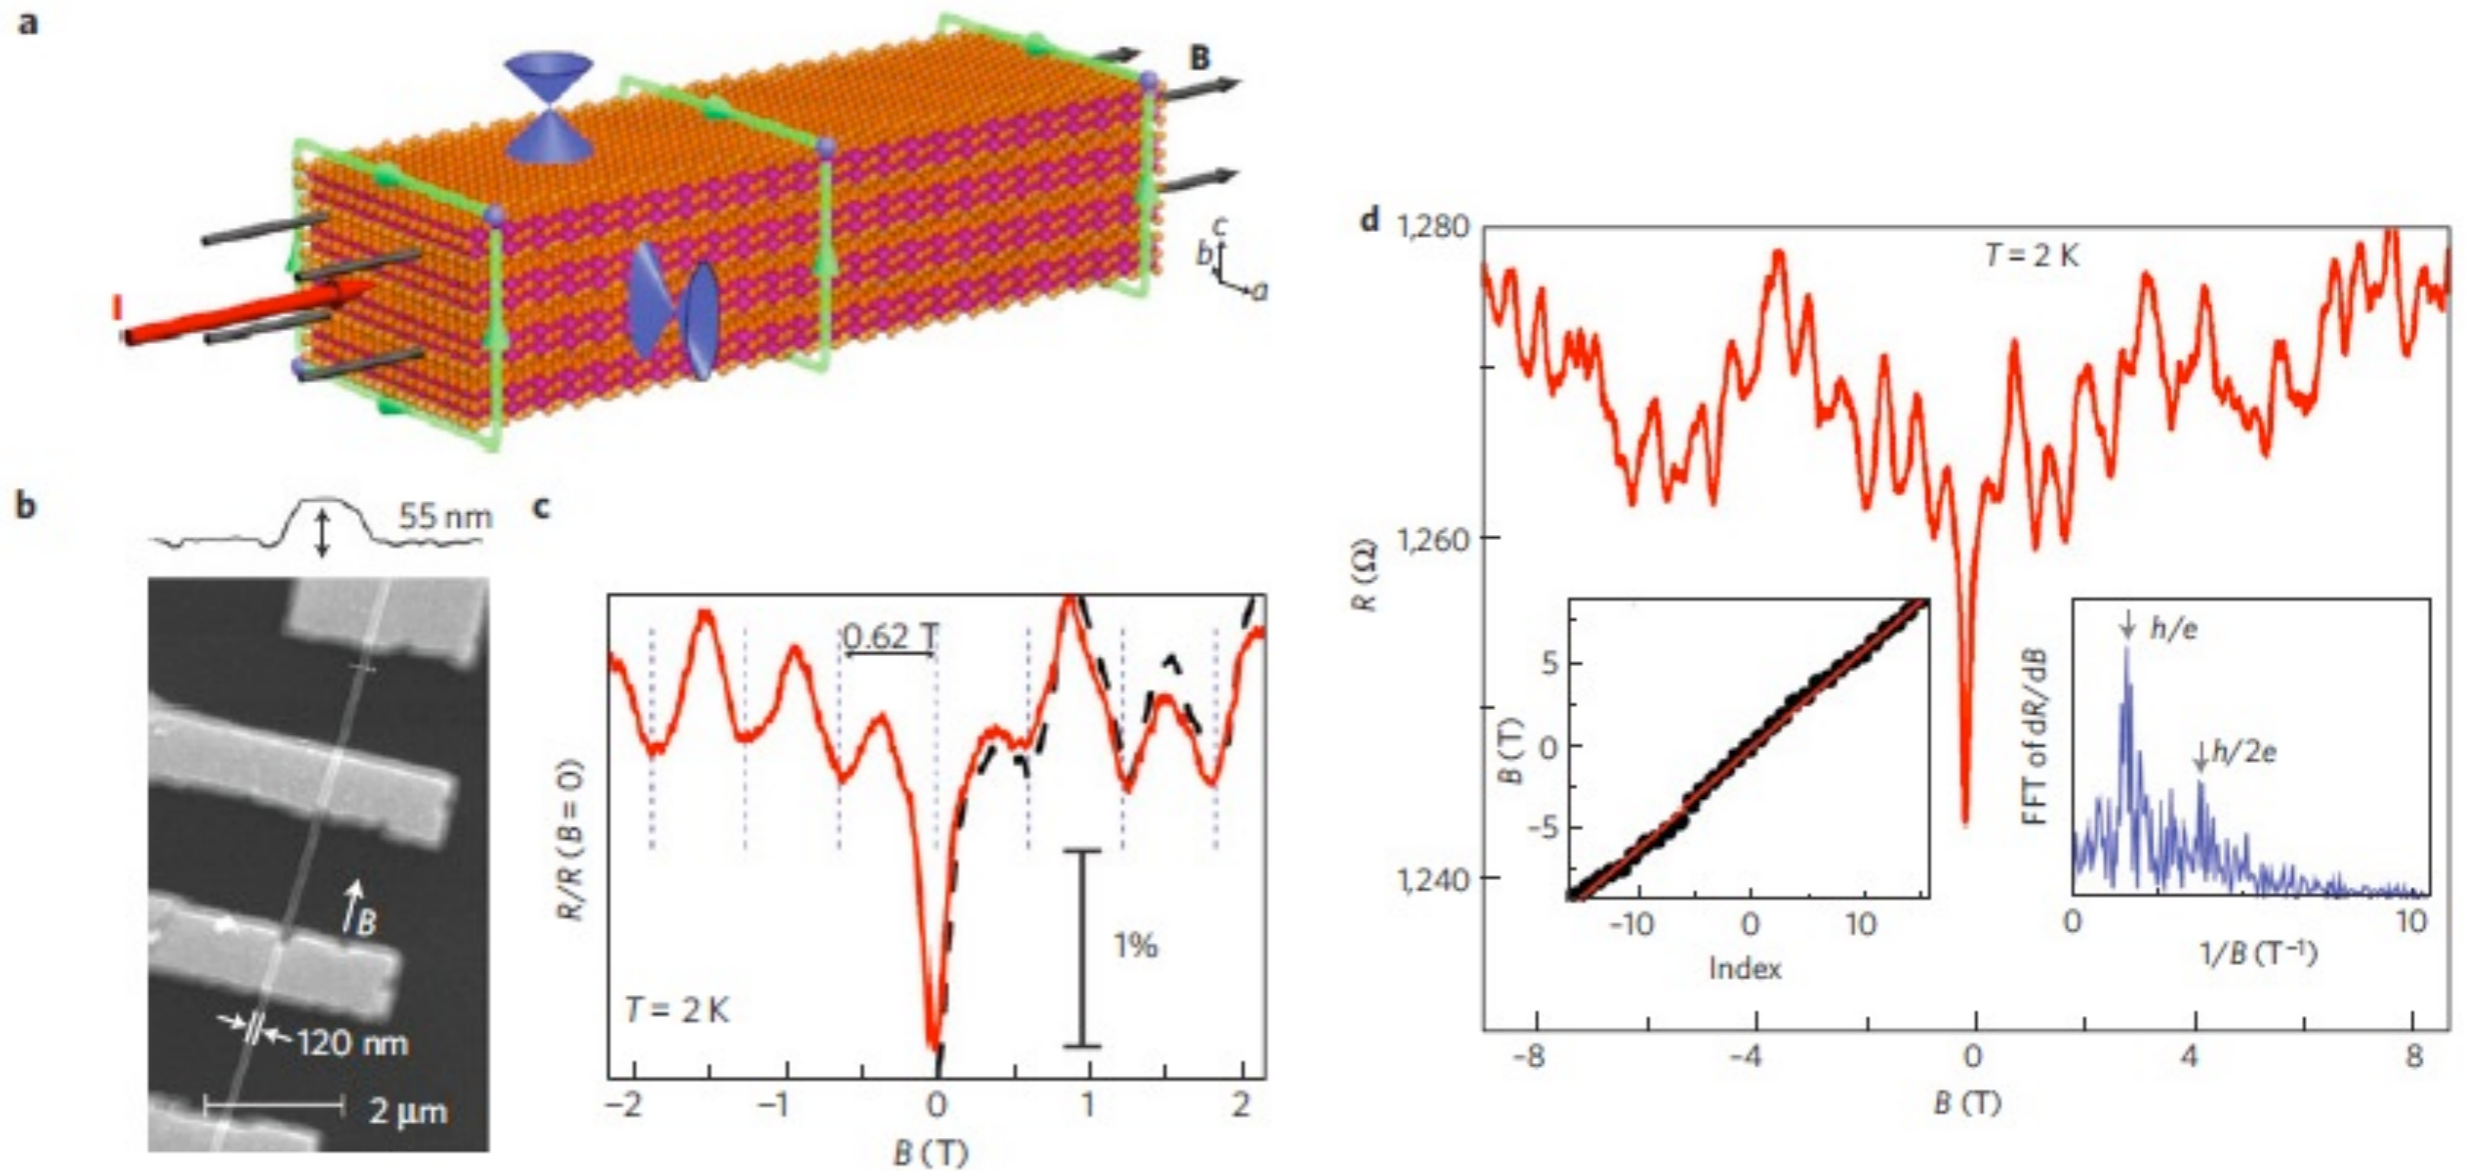 a
B
I
c
b
a
b
55 nm
B
120 nm
2 μm
c
0.62 T
R/R (B = 0)
1%
T = 2 K
−2 −1 0 1 2
B (T)
d
1,280
1,260
1,240
R (Ω)
T = 2 K
5
0
−5
B (T)
−10 0 10
Index
h/e
h/2e
FFT of dR/dB
0 10
1/B (T⁻¹)
−8 −4 0 4 8
B (T)